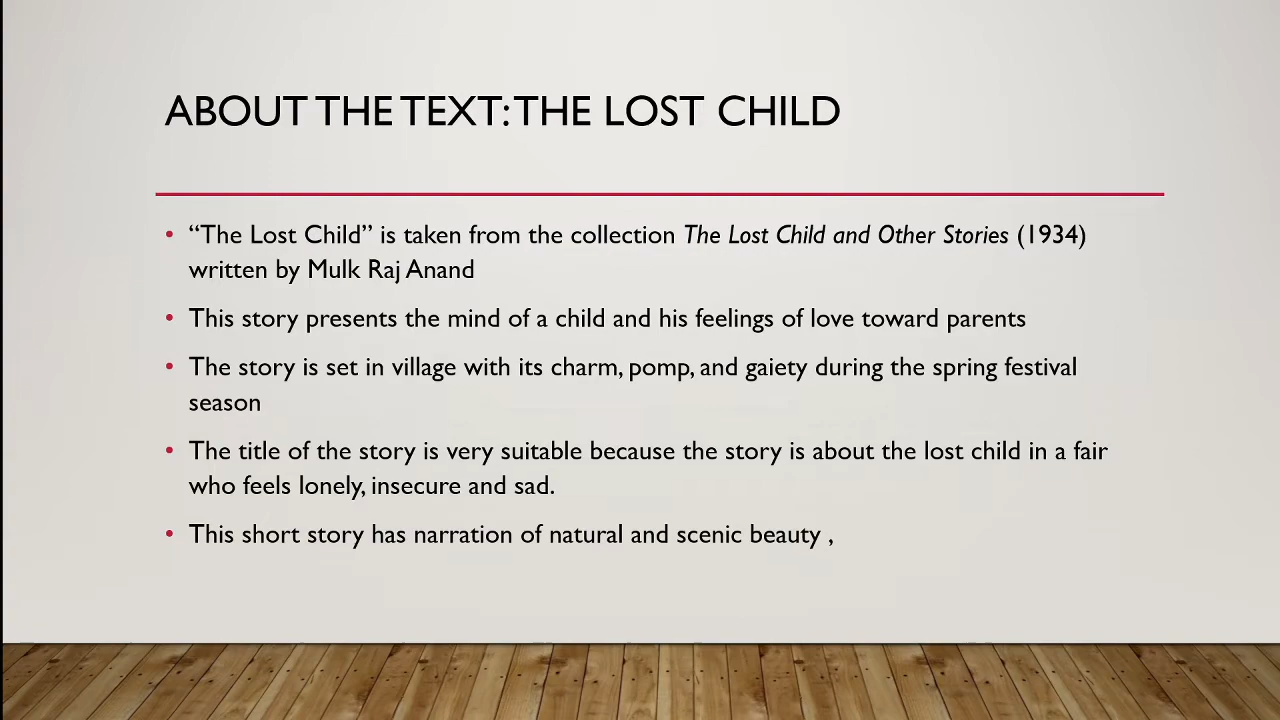 ABOUT THE TEXT: THE LOST CHILD
• “The Lost Child” is taken from the collection The Lost Child and Other Stories (1934)
written by Mulk Raj Anand
• This story presents the mind of a child and his feelings of love toward parents
• The story is set in village with its charm, pomp, and gaiety during the spring festival
season
• The title of the story is very suitable because the story is about the lost child in a fair
who feels lonely, insecure and sad.
• This short story has narration of natural and scenic beauty ,